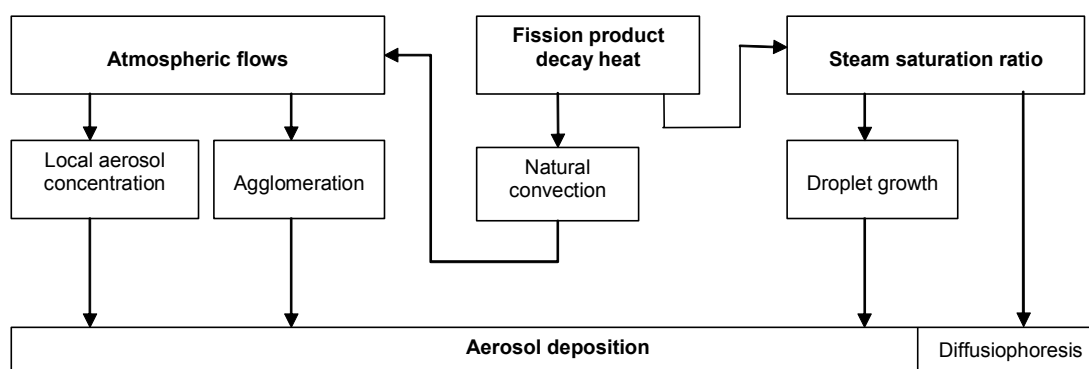 Atmospheric flows
Fission product
decay heat
Steam saturation ratio
Local aerosol
concentration
Agglomeration
Natural
convection
Droplet growth
Aerosol deposition
Diffusiophoresis